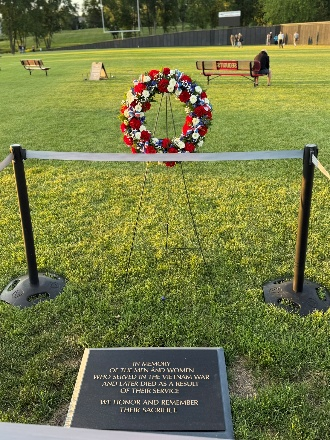 IN MEMORY
OF THE MEN AND WOMEN
WHO SERVED IN THE VIETNAM WAR
AND LATER DIED AS A RESULT
OF THEIR SERVICE
WE HONOR AND REMEMBER
THEIR SACRIFICE